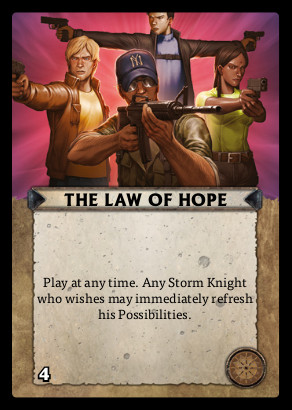 THE LAW OF HOPE
Play at any time. Any Storm Knight
who wishes may immediately refresh
his Possibilities.
4